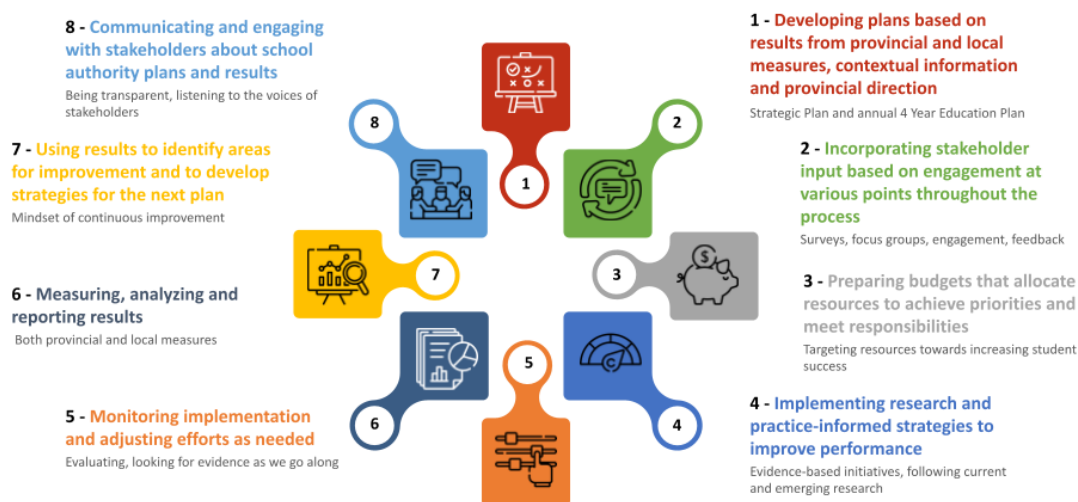 1 - Developing plans based on
results from provincial and local
measures, contextual information
and provincial direction
Strategic Plan and annual 4 Year Education Plan
2 - Incorporating stakeholder
input based on engagement at
various points throughout the
process
Surveys, focus groups, engagement, feedback
3 - Preparing budgets that allocate
resources to achieve priorities and
meet responsibilities
Targeting resources towards increasing student
success
4 - Implementing research and
practice-informed strategies to
improve performance
Evidence-based initiatives, following current
and emerging research
5 - Monitoring implementation
and adjusting efforts as needed
Evaluating, looking for evidence as we go along
6 - Measuring, analyzing and
reporting results
Both provincial and local measures
7 - Using results to identify areas
for improvement and to develop
strategies for the next plan
Mindset of continuous improvement
8 - Communicating and engaging
with stakeholders about school
authority plans and results
Being transparent, listening to the voices of
stakeholders
1
2
3
$
4
C
5
6
7
8